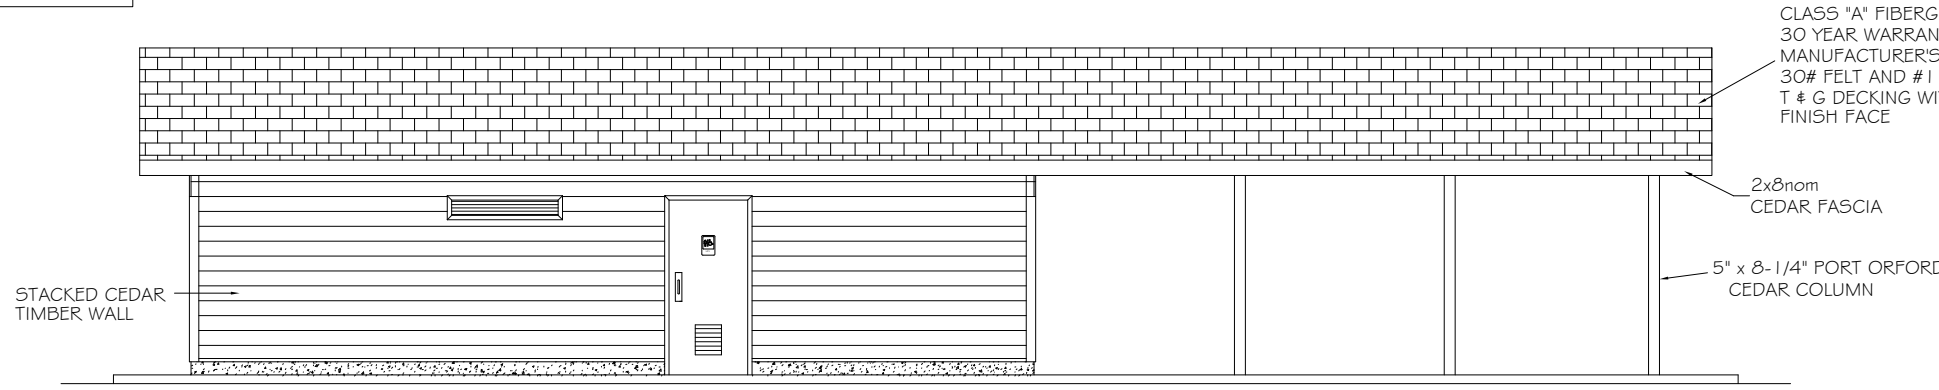 CLASS "A" FIBERG
30 YEAR WARRAN
MANUFACTURER'S
30# FELT AND #1
T & G DECKING WI
FINISH FACE
2x8nom
CEDAR FASCIA
5" x 8-1/4" PORT ORFORD
CEDAR COLUMN
STACKED CEDAR
TIMBER WALL